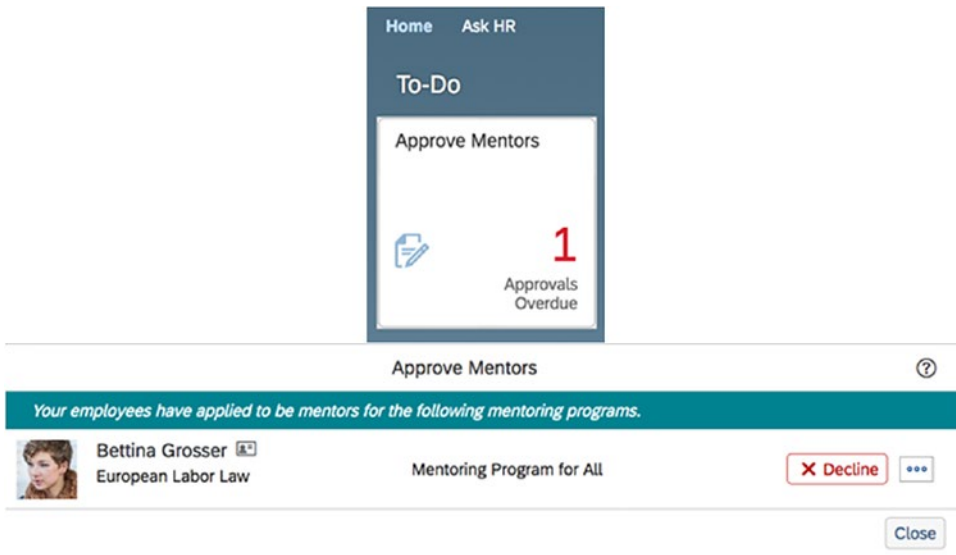 Home Ask HR
To-Do
Approve Mentors
1
Approvals
Overdue
Approve Mentors
?
Your employees have applied to be mentors for the following mentoring programs.
Bettina Grosser
European Labor Law
Mentoring Program for All
X Decline
Close